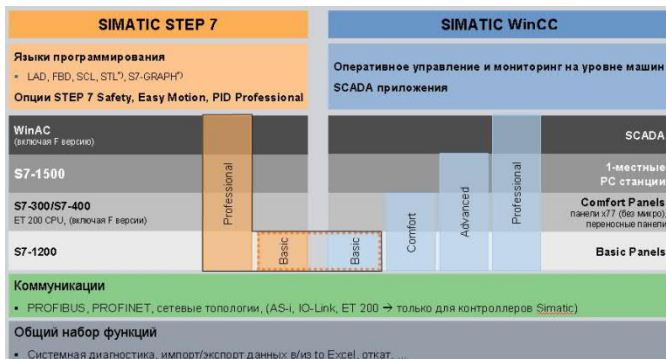 SIMATIC STEP 7
SIMATIC WinCC
Языки программирования
• LAD, FBD, SCL, STL*), S7-GRAPH*)
Опции STEP 7 Safety, Easy Motion, PID Professional
Оперативное управление и мониторинг на уровне машин
SCADA приложения
WinAC
(включая F версию)
S7-1500
S7-300/S7-400
ET 200 CPU, (включая F версии)
S7-1200
Professional
Basic
Basic
Comfort
Advanced
Professional
SCADA
1-местные
PC станции
Comfort Panels
панели x77 (без микро),
переносные панели
Basic Panels
Коммуникации
• PROFIBUS, PROFINET, сетевые топологии, (AS-i, IO-Link, ET 200 → только для контроллеров Simatic)
Общий набор функций
• Системная диагностика, импорт/экспорт данных в/из to Excel, откат, ...